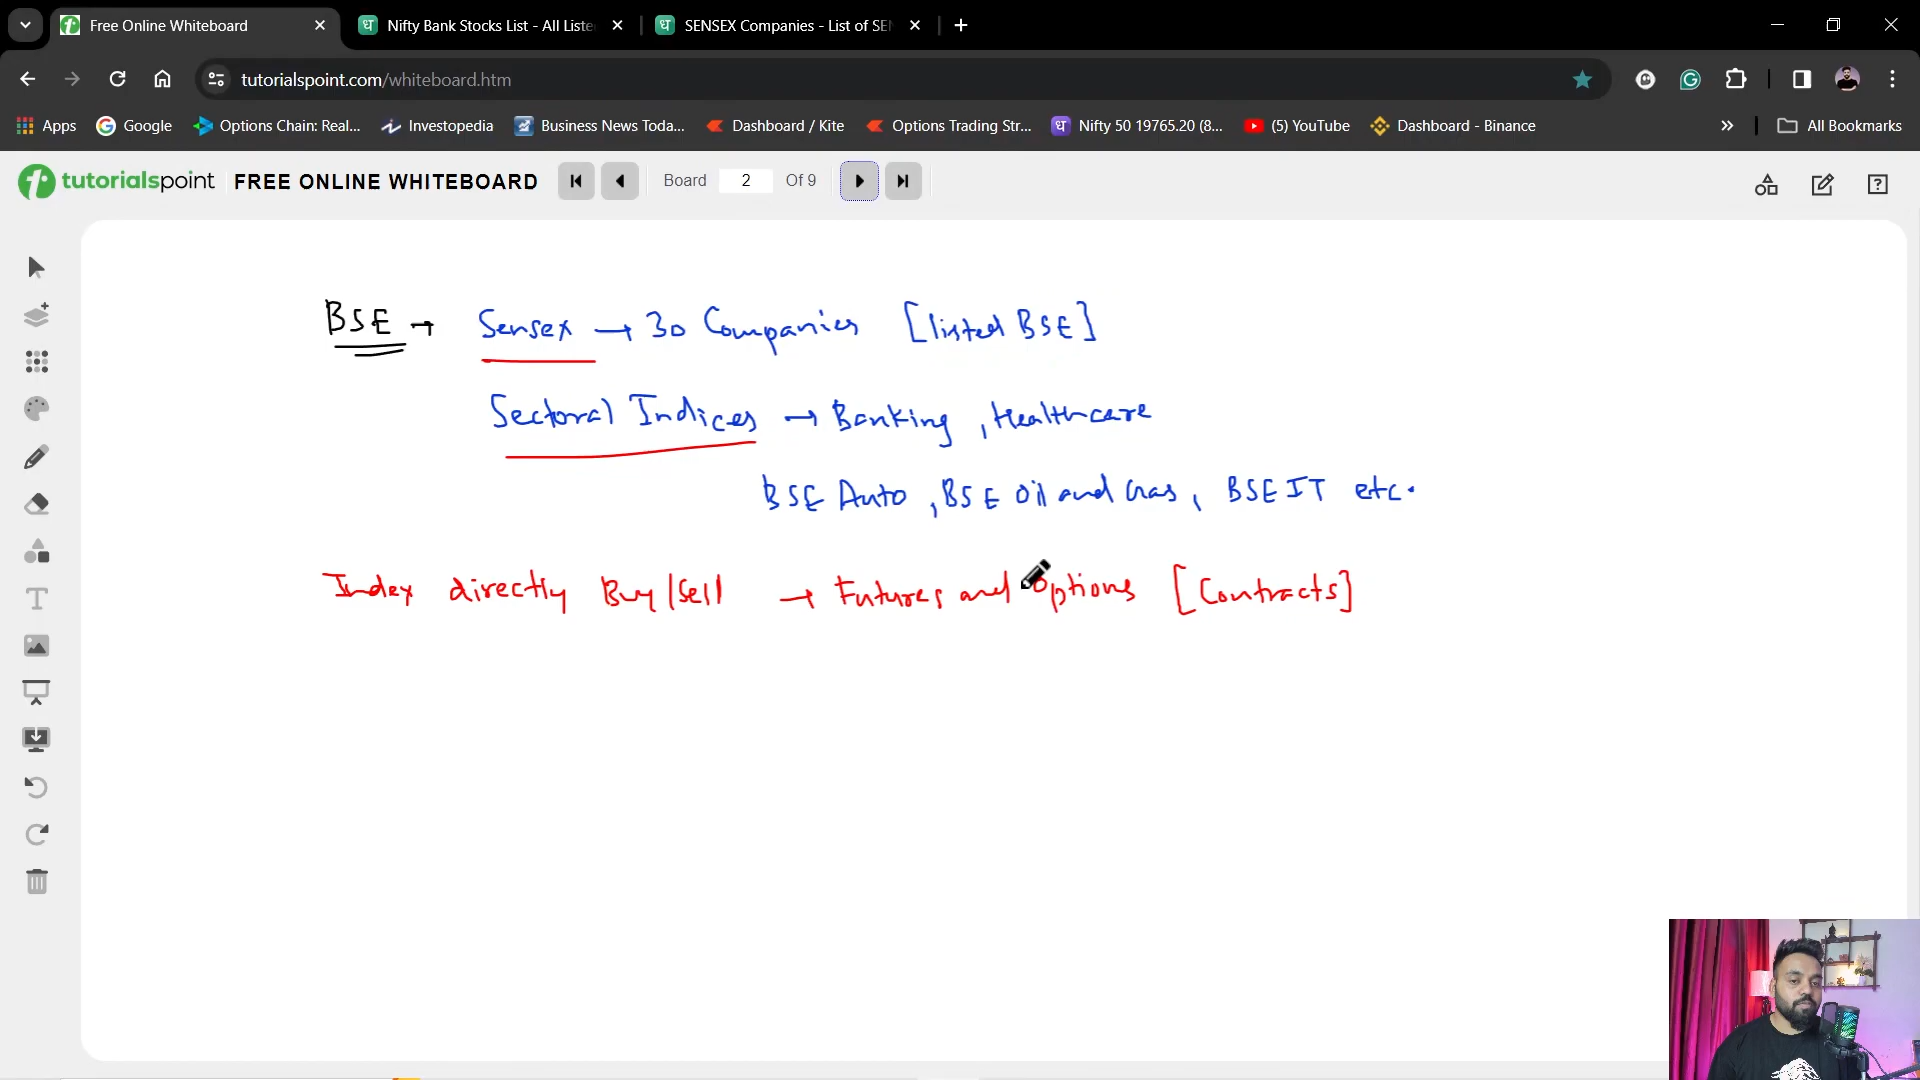 Free Online Whiteboard
Nifty Bank Stocks List - All Liste
SENSEX Companies - List of SEN
tutorialspoint.com/whiteboard.htm
Apps
Google
Options Chain: Real...
Investopedia
Business News Toda...
Dashboard / Kite
Options Trading Str...
Nifty 50 19765.20 (8...
(5) YouTube
Dashboard - Binance
All Bookmarks
tutorialspoint FREE ONLINE WHITEBOARD Board 2 Of 9
BSE → Sensex → 30 Companies [listed BSE]
Sectoral Indices → Banking, Healthcare
BSE Auto, BSE Oil and Gas, BSE IT etc.
Index directly Buy/Sell → Futures and Options [Contracts]